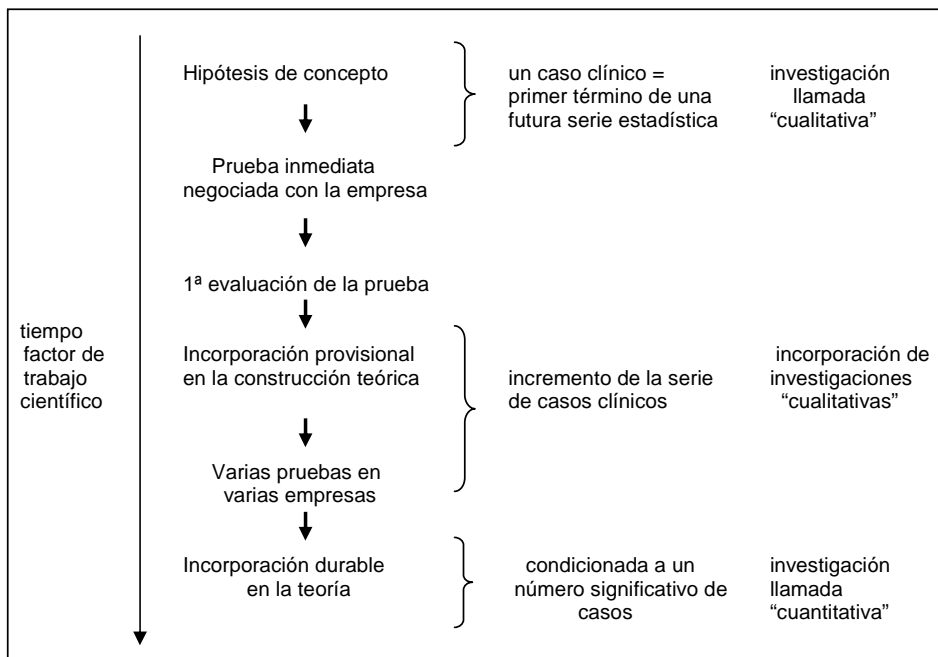 Hipótesis de concepto
un caso clínico =
primer término de una
futura serie estadística
investigación
llamada
“cualitativa”
Prueba inmediata
negociada con la empresa
1ª evaluación de la prueba
tiempo
factor de
trabajo
científico
Incorporación provisional
en la construcción teórica
incremento de la serie
de casos clínicos
incorporación de
investigaciones
“cualitativas”
Varias pruebas en
varias empresas
Incorporación durable
en la teoría
condicionada a un
número significativo de
casos
investigación
llamada
“cuantitativa”